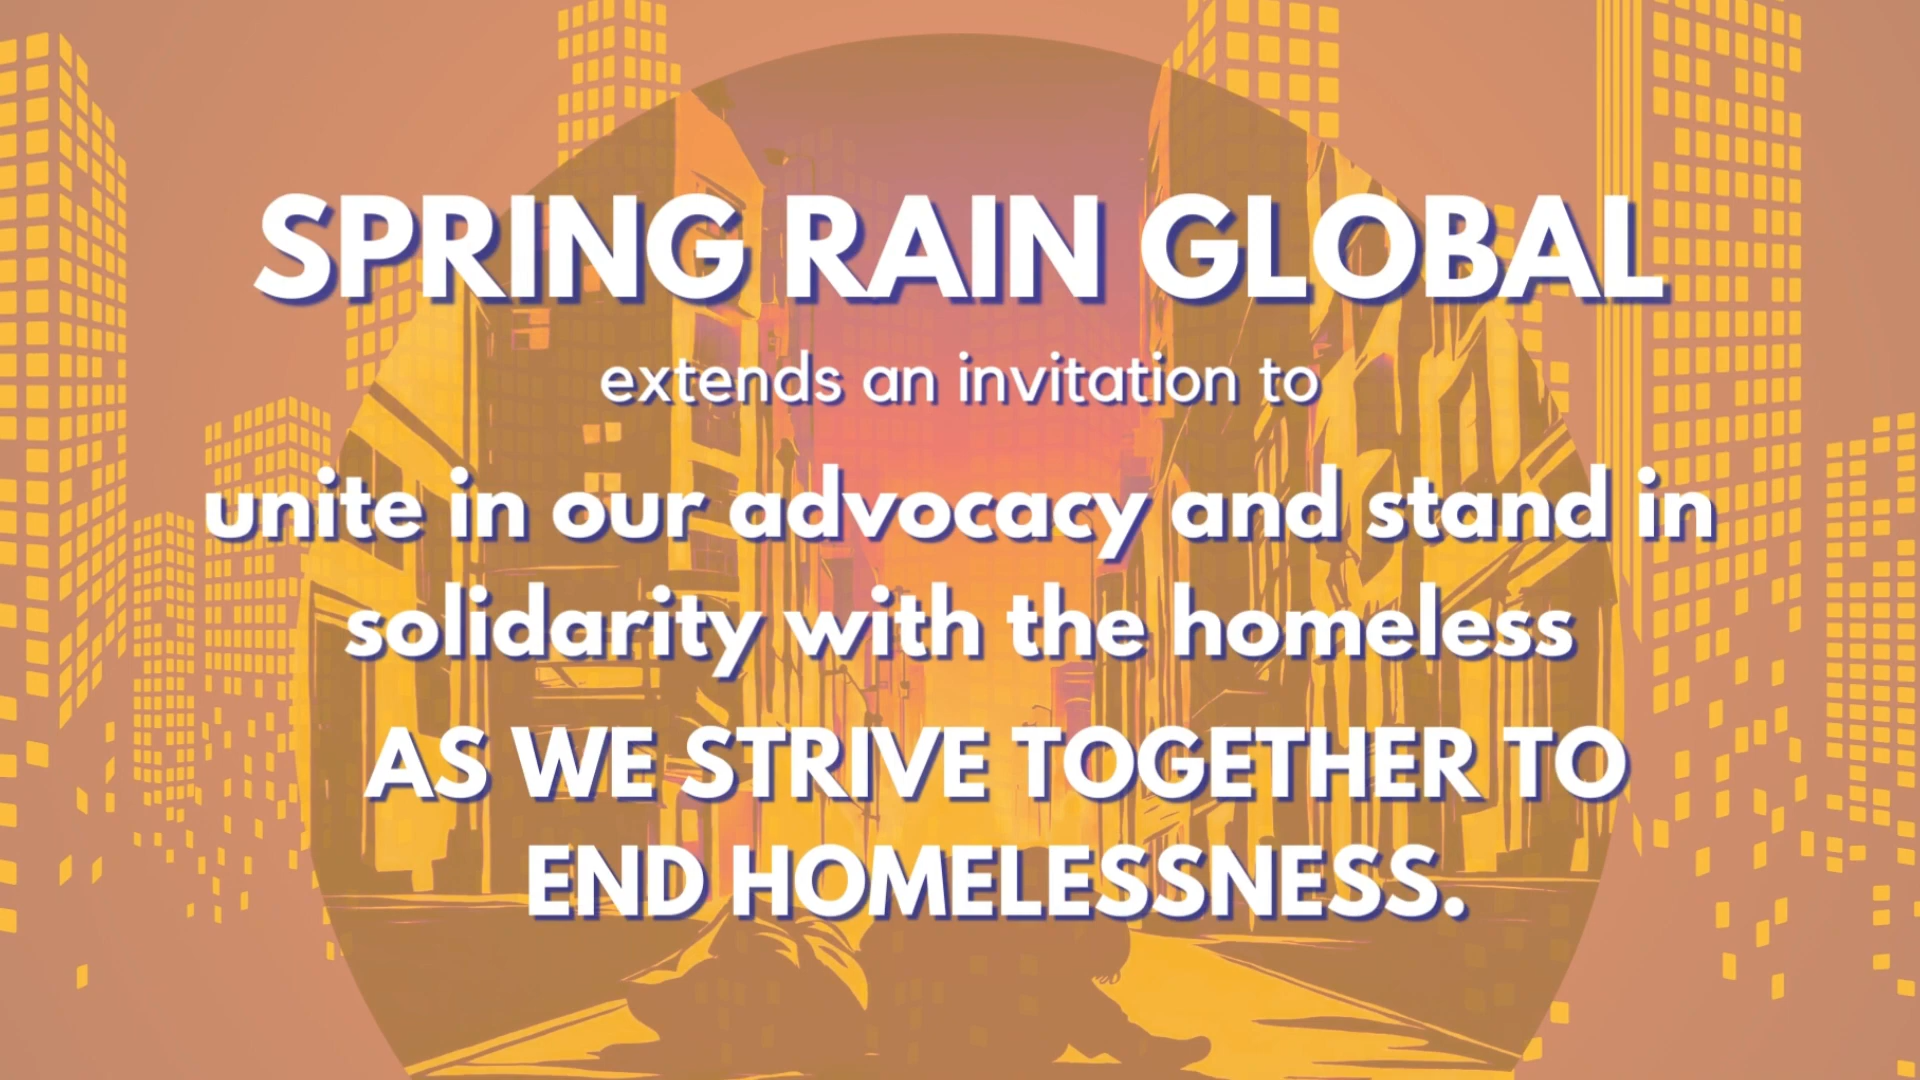 SPRING RAIN GLOBAL
extends an invitation to
unite in our advocacy and stand in
solidarity with the homeless
AS WE STRIVE TOGETHER TO
END HOMELESSNESS.